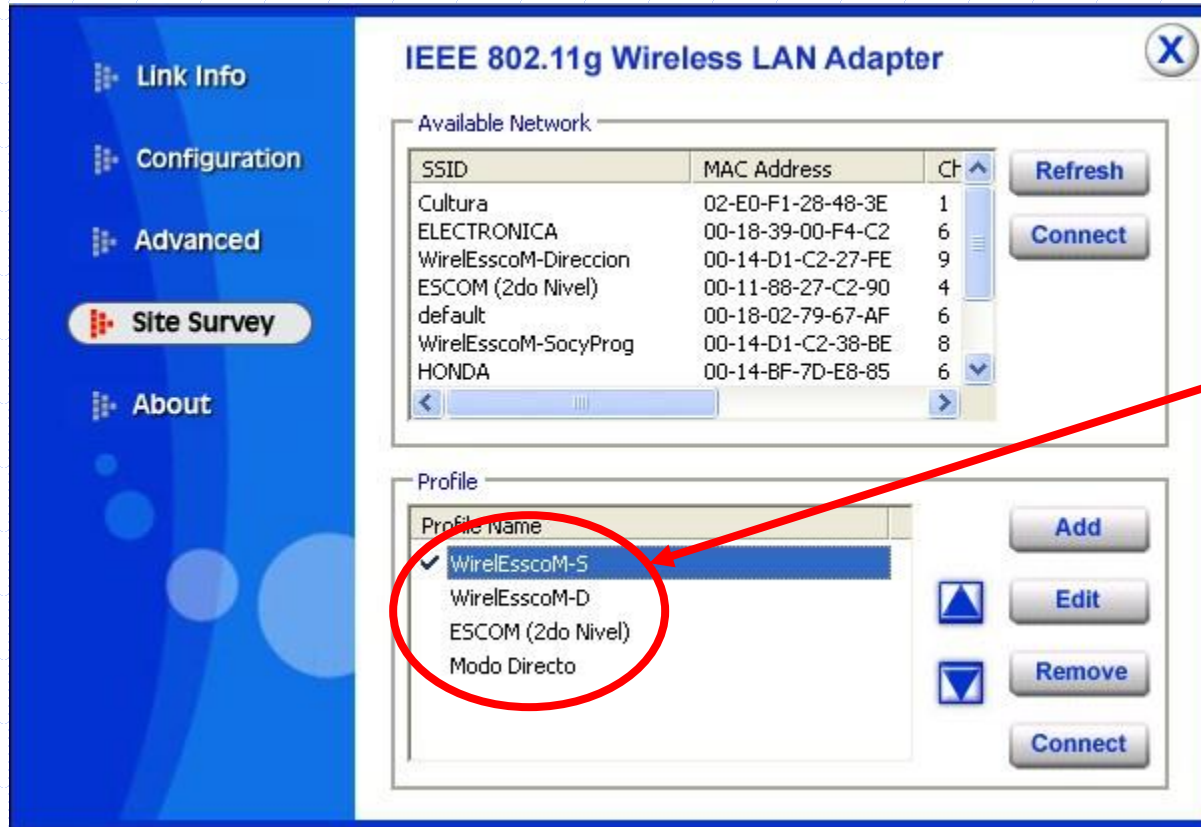 Link Info
Configuration
Advanced
Site Survey
About
IEEE 802.11g Wireless LAN Adapter
X
Available Network
SSID MAC Address Ch
Cultura 02-E0-F1-28-48-3E 1
ELECTRONICA 00-18-39-00-F4-C2 6
WirelEsscoM-Direccion 00-14-D1-C2-27-FE 9
ESCOM (2do Nivel) 00-11-88-27-C2-90 4
default 00-18-02-79-67-AF 6
WirelEsscoM-SocyProg 00-14-D1-C2-38-BE 8
HONDA 00-14-BF-7D-E8-85 6
Refresh
Connect
Profile
Profile Name
WirelEsscoM-S
WirelEsscoM-D
ESCOM (2do Nivel)
Modo Directo
Add
Edit
Remove
Connect